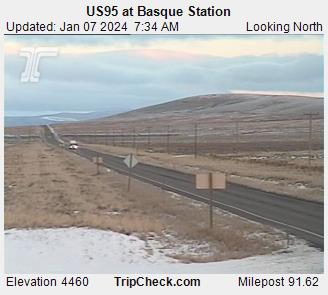 US95 at Basque Station
Updated: Jan 07 2024 7:34 AM Looking North
Elevation 4460 TripCheck.com Milepost 91.62